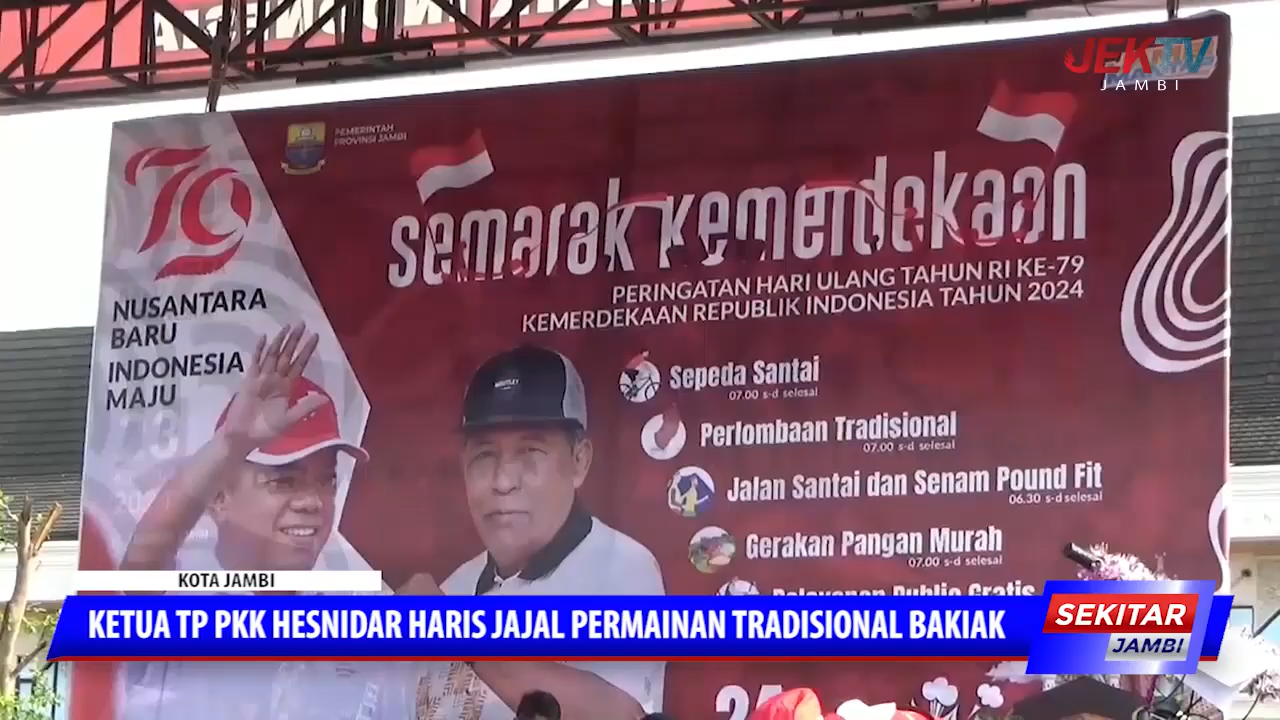 JEKTV
JAMBI
PEMERINTAH
PROVINSI JAMBI
79
NUSANTARA
BARU
INDONESIA
MAJU
semarak kemerdekaan
PERINGATAN HARI ULANG TAHUN RI KE-79
KEMERDEKAAN REPUBLIK INDONESIA TAHUN 2024
Sepeda Santai
07.00 s-d selesai
Perlombaan Tradisional
07.00 s-d selesai
Jalan Santai dan Senam Pound Fit
06.30 s-d selesai
Gerakan Pangan Murah
07.00 s-d selesai
Pelayanan Public Gratis
KOTA JAMBI
KETUA TP PKK HESNIDAR HARIS JAJAL PERMAINAN TRADISIONAL BAKIAK
SEKITAR
JAMBI